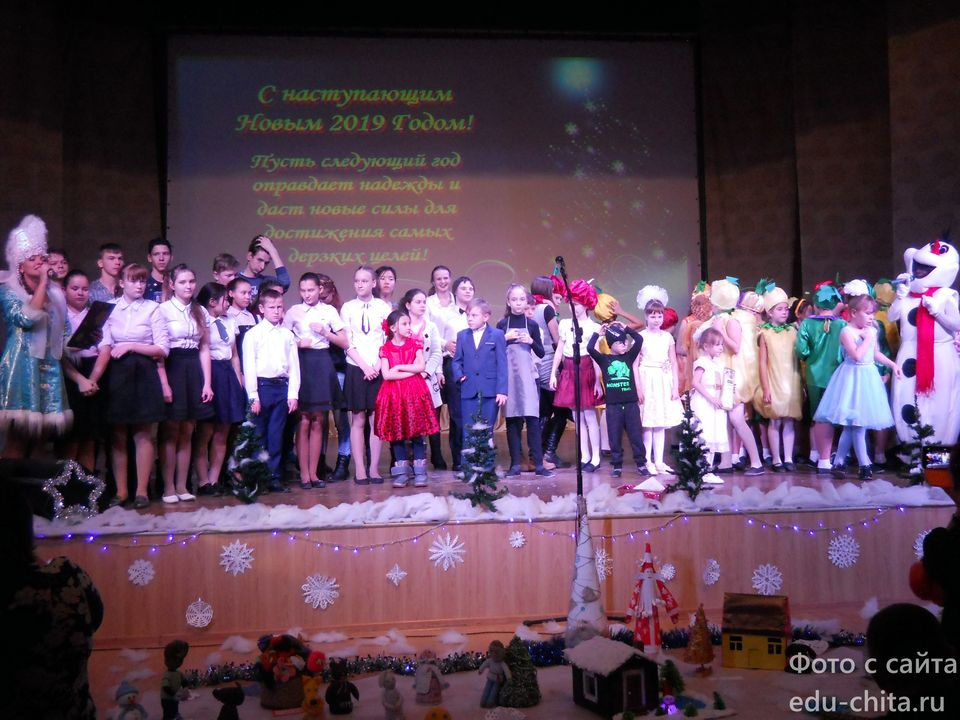 С наступающим
Новым 2019 Годом!
Пусть следующий год
оправдает надежды и
даст новые силы для
достижения самых
дерзких целей!
MONSTER
Фото с сайта
edu-chita.ru